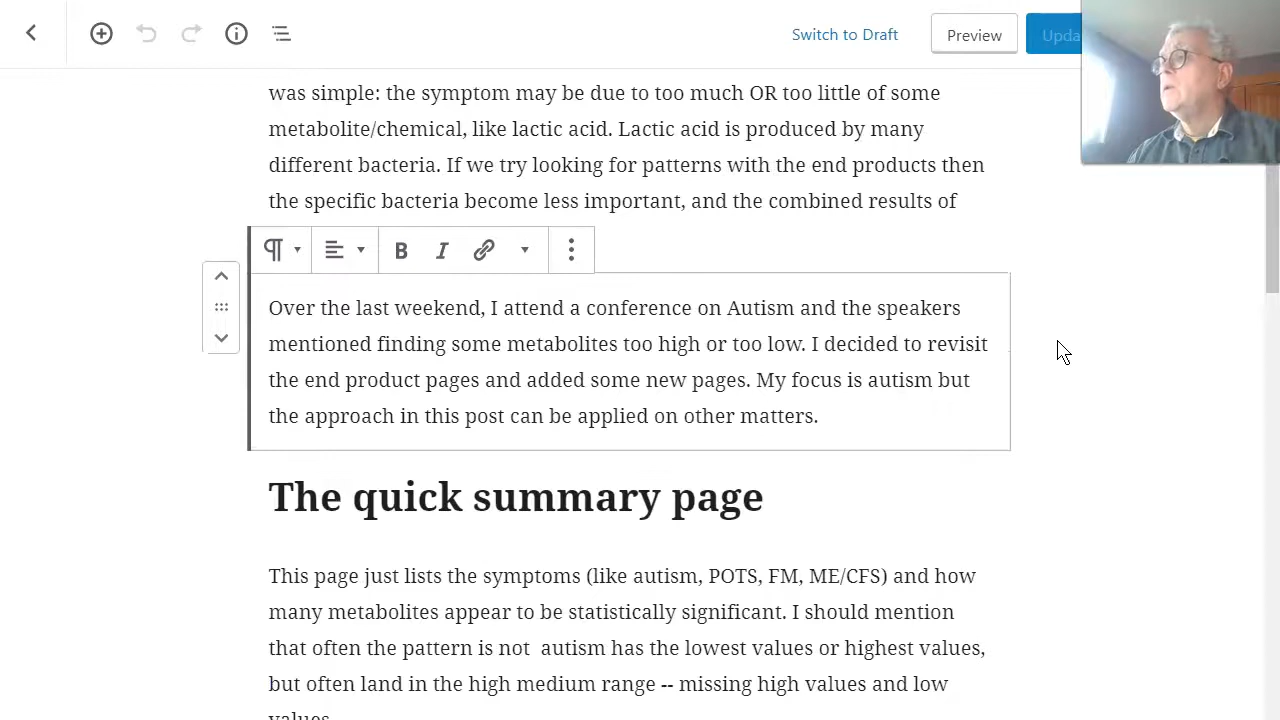 Switch to Draft
Preview
Upda
was simple: the symptom may be due to too much OR too little of some
metabolite/chemical, like lactic acid. Lactic acid is produced by many
different bacteria. If we try looking for patterns with the end products then
the specific bacteria become less important, and the combined results of
B I
Over the last weekend, I attend a conference on Autism and the speakers
mentioned finding some metabolites too high or too low. I decided to revisit
the end product pages and added some new pages. My focus is autism but
the approach in this post can be applied on other matters.
The quick summary page
This page just lists the symptoms (like autism, POTS, FM, ME/CFS) and how
many metabolites appear to be statistically significant. I should mention
that often the pattern is not  autism has the lowest values or highest values,
but often land in the high medium range -- missing high values and low
values.